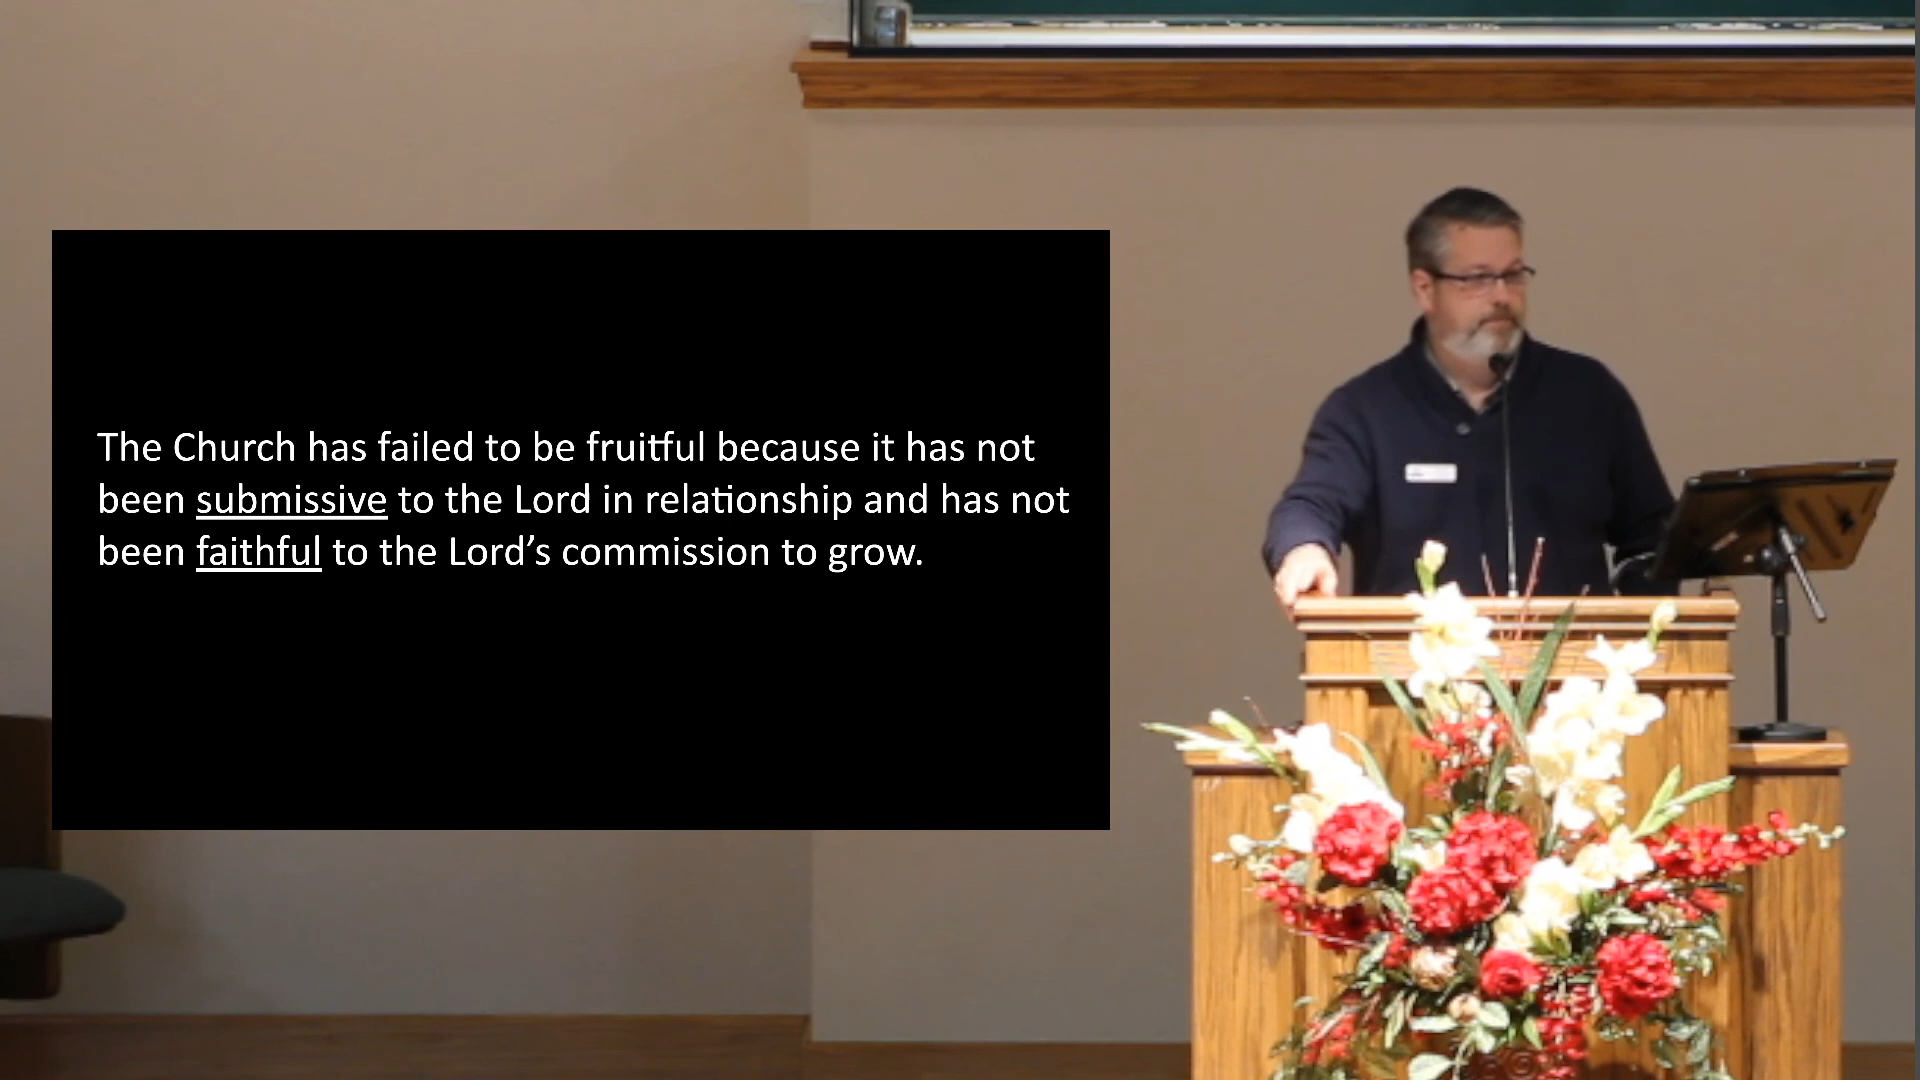 The Church has failed to be fruitful because it has not
been submissive to the Lord in relationship and has not
been faithful to the Lord’s commission to grow.